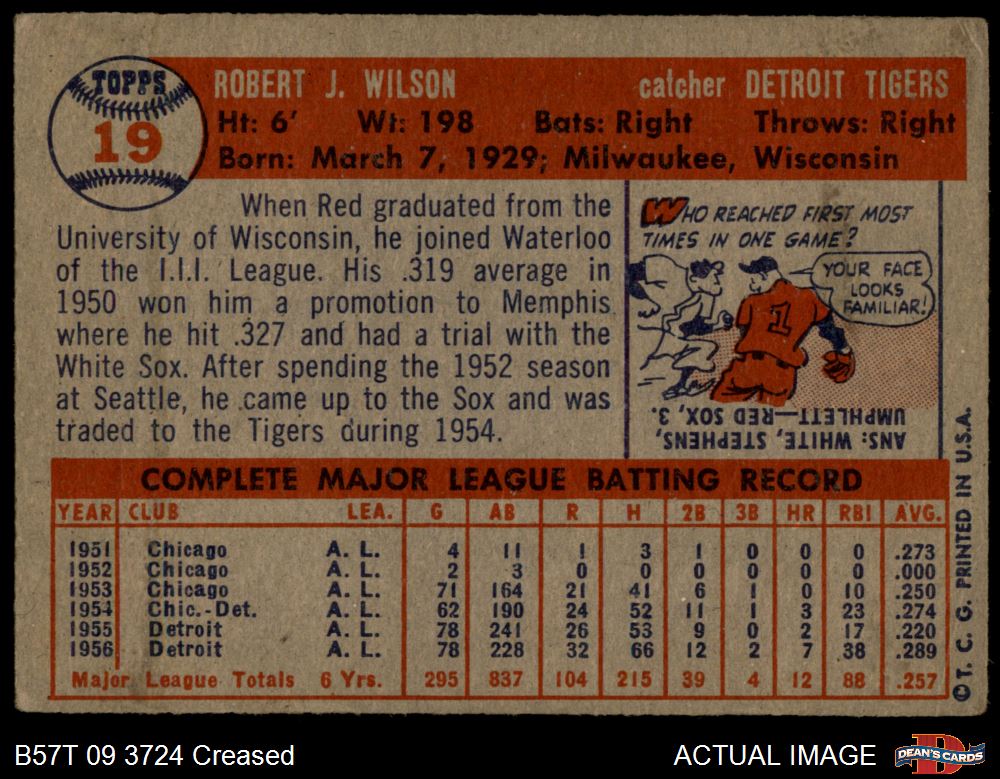 TOPPS
19
ROBERT J. WILSON catcher DETROIT TIGERS
Ht: 6' Wt: 198 Bats: Right Throws: Right
Born: March 7, 1929; Milwaukee, Wisconsin
When Red graduated from the
University of Wisconsin, he joined Waterloo
of the I.I.I. League. His .319 average in
1950 won him a promotion to Memphis
where he hit .327 and had a trial with the
White Sox. After spending the 1952 season
at Seattle, he came up to the Sox and was
traded to the Tigers during 1954.
WHO REACHED FIRST MOST
TIMES IN ONE GAME?
YOUR FACE
LOOKS
FAMILIAR!
1
ANS: WHITE, STEPHENS,
UMPHLETT—RED SOX, 3.
COMPLETE MAJOR LEAGUE BATTING RECORD
YEAR CLUB LEA. G AB R H 2B 3B HR RBI AVG.
1951 Chicago A. L. 4 11 1 3 1 0 0 0 .273
1952 Chicago A. L. 2 3 0 0 0 0 0 0 .000
1953 Chicago A. L. 71 164 21 41 6 1 0 10 .250
1954 Chic.-Det. A. L. 62 190 24 52 11 1 3 23 .274
1955 Detroit A. L. 78 241 26 53 9 0 2 17 .220
1956 Detroit A. L. 78 228 32 66 12 2 7 38 .289
Major League Totals 6 Yrs. 295 837 104 215 39 4 12 88 .257
©T. C. G. PRINTED IN U.S.A.
B57T 09 3724 Creased
ACTUAL IMAGE
DEAN'S CARDS